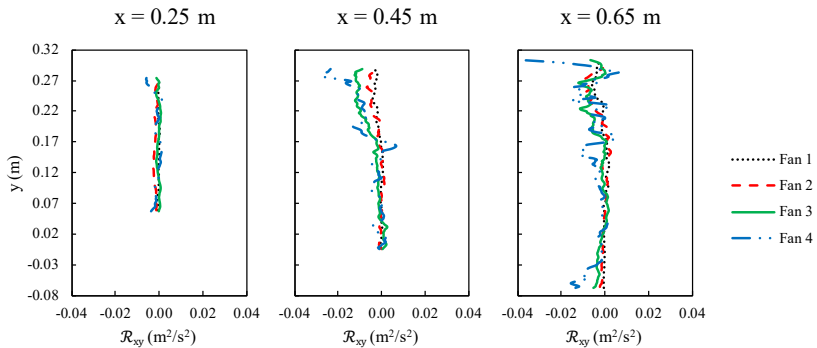 x = 0.25 m
x = 0.45 m
x = 0.65 m
y (m)
0.32
0.27
0.22
0.17
0.12
0.07
0.02
-0.03
-0.08
-0.04 -0.02 0.00 0.02 0.04
-0.04 -0.02 0.00 0.02 0.04
-0.04 -0.02 0.00 0.02 0.04
ℛxy (m²/s²)
ℛxy (m²/s²)
ℛxy (m²/s²)
Fan 1
Fan 2
Fan 3
Fan 4